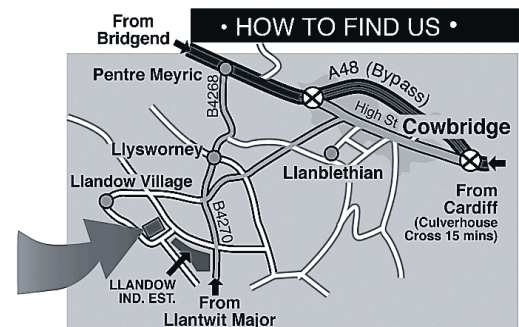 • HOW TO FIND US •
From
Bridgend
Pentre Meyric
A48 (Bypass)
B4268
High St
Cowbridge
Llysworney
Llanblethian
Llandow Village
From
Cardiff
(Culverhouse
Cross 15 mins)
B4270
LLANDOW
IND. EST.
From
Llantwit Major